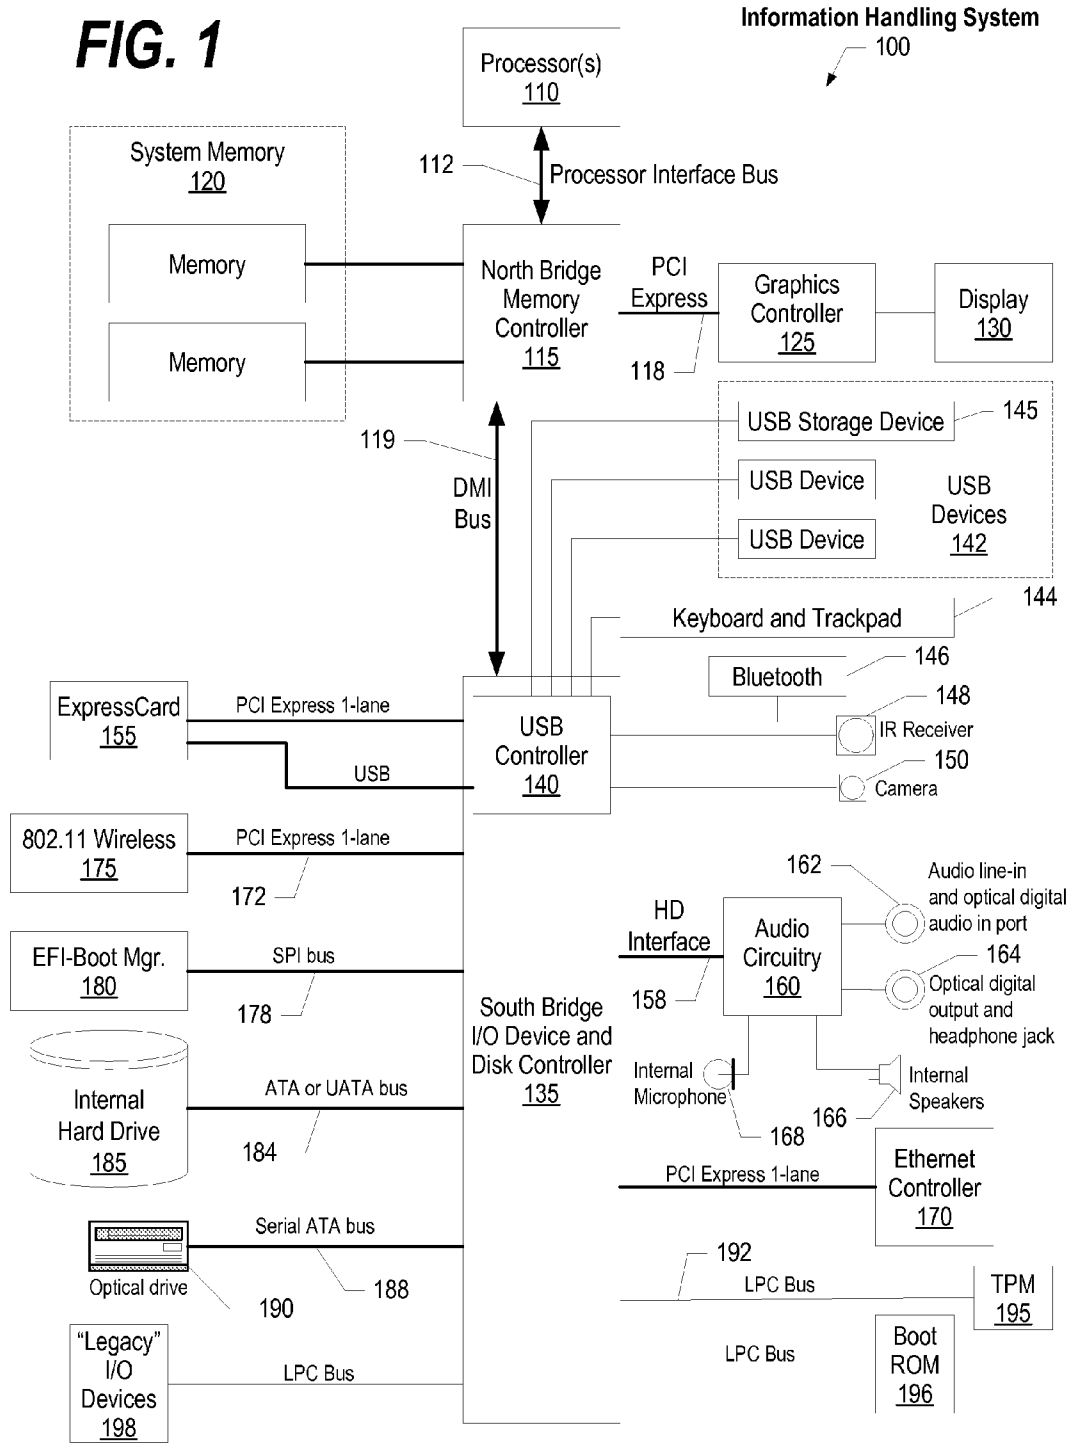 FIG. 1
Information Handling System
100
Processor(s)
110
112
Processor Interface Bus
System Memory
120
Memory
Memory
North Bridge
Memory
Controller
115
PCI
Express
118
Graphics
Controller
125
Display
130
119
DMI
Bus
USB Storage Device
145
USB Device
USB Device
USB
Devices
142
Keyboard and Trackpad
144
Bluetooth
146
148
IR Receiver
150
Camera
ExpressCard
155
PCI Express 1-lane
USB
USB
Controller
140
802.11 Wireless
175
PCI Express 1-lane
172
EFI-Boot Mgr.
180
SPI bus
178
Internal
Hard Drive
185
ATA or UATA bus
184
South Bridge
I/O Device and
Disk Controller
135
HD
Interface
158
Audio
Circuitry
160
162
Audio line-in
and optical digital
audio in port
164
Optical digital
output and
headphone jack
Internal
Microphone
168
166
Internal
Speakers
PCI Express 1-lane
Ethernet
Controller
170
Serial ATA bus
188
Optical drive
190
192
LPC Bus
TPM
195
LPC Bus
Boot
ROM
196
“Legacy”
I/O
Devices
198
LPC Bus